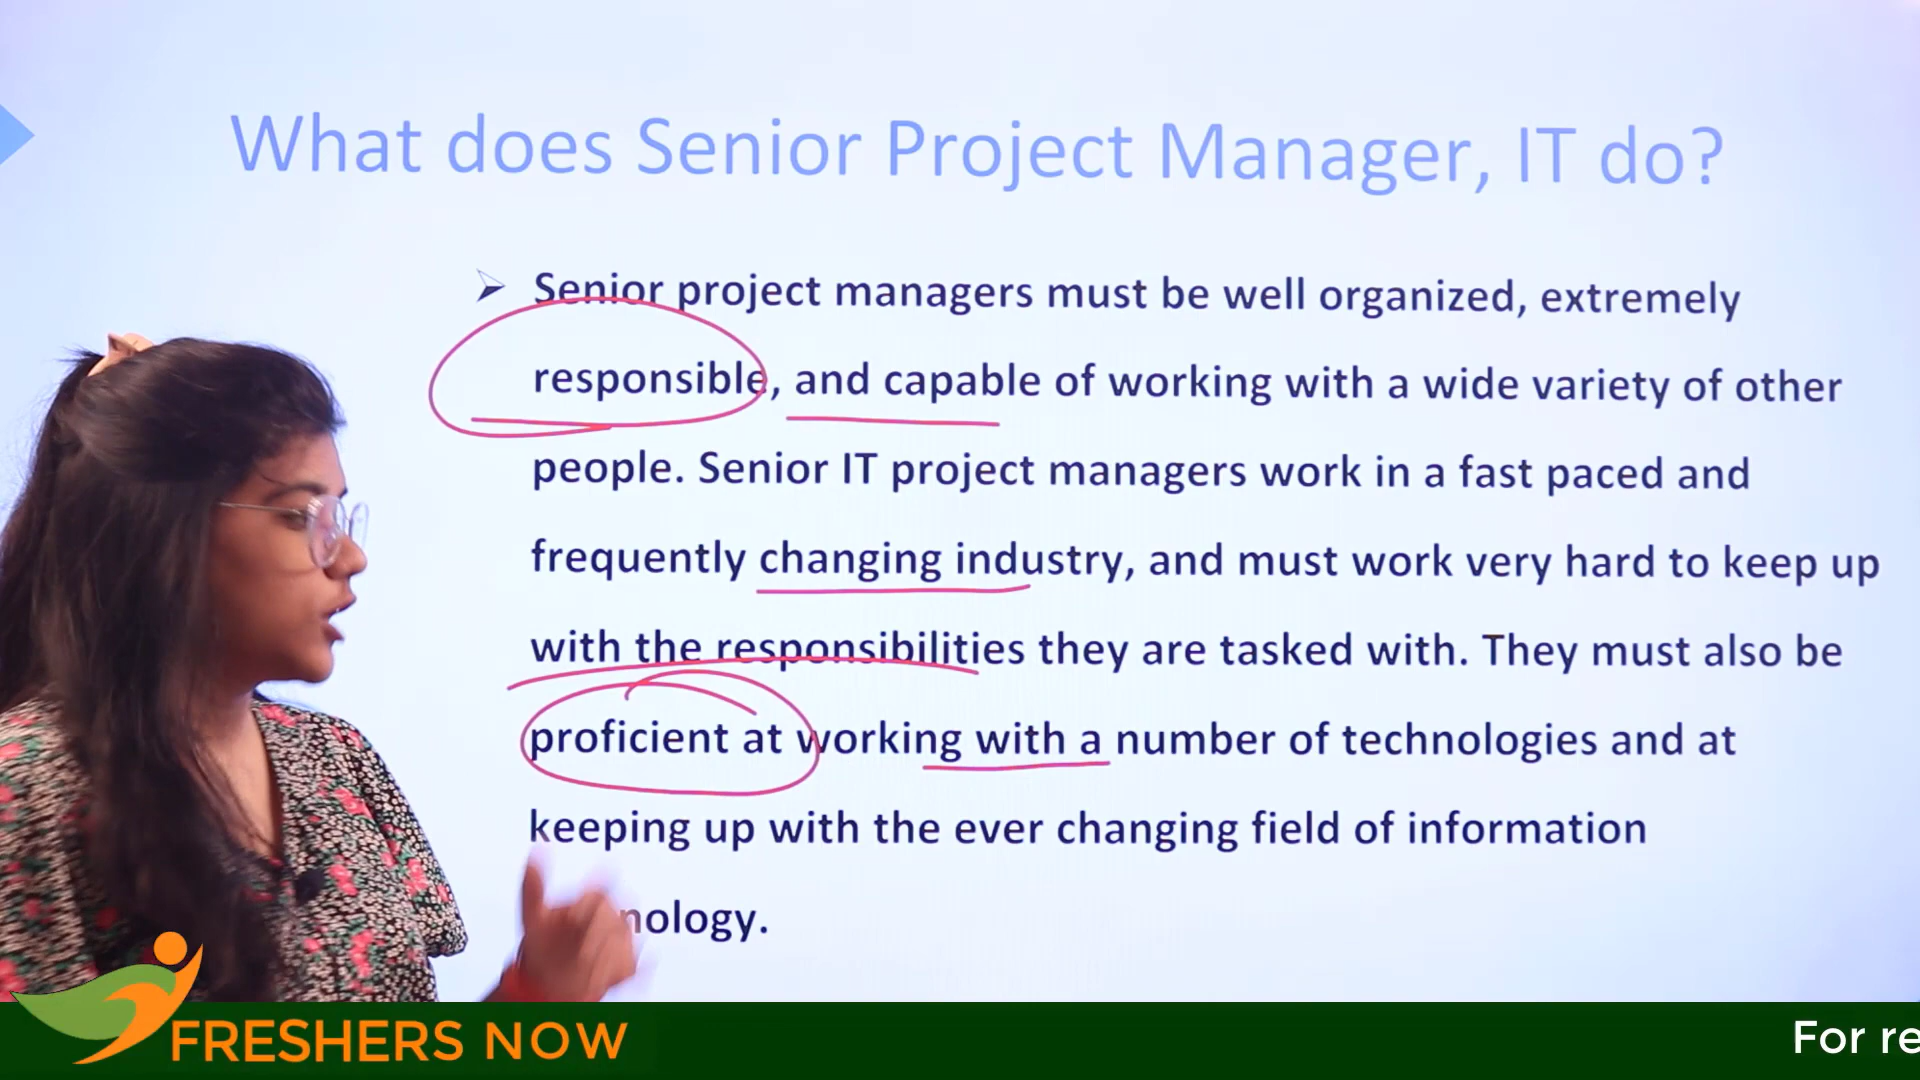 What does Senior Project Manager, IT do?
Senior project managers must be well organized, extremely
responsible, and capable of working with a wide variety of other
people. Senior IT project managers work in a fast paced and
frequently changing industry, and must work very hard to keep up
with the responsibilities they are tasked with. They must also be
proficient at working with a number of technologies and at
keeping up with the ever changing field of information
nology.
FRESHERS NOW
For re